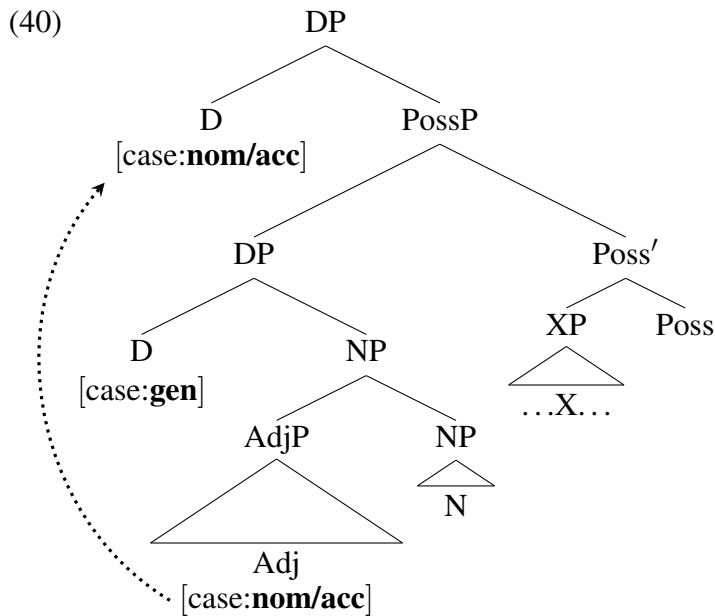 (40)
DP
D PossP
[case:nom/acc]
DP Poss′
D NP XP Poss
[case:gen] …X…
AdjP NP
N
Adj
[case:nom/acc]